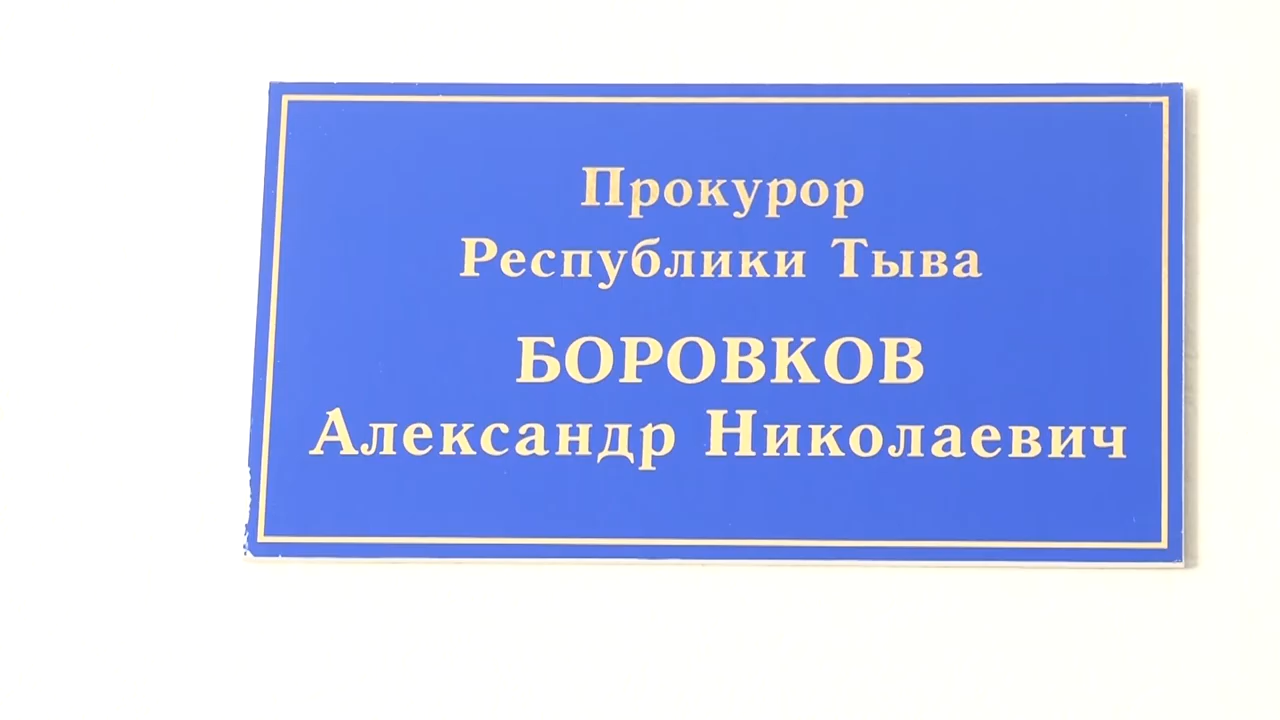 Прокурор
Республики Тыва
БОРОВКОВ
Александр Николаевич